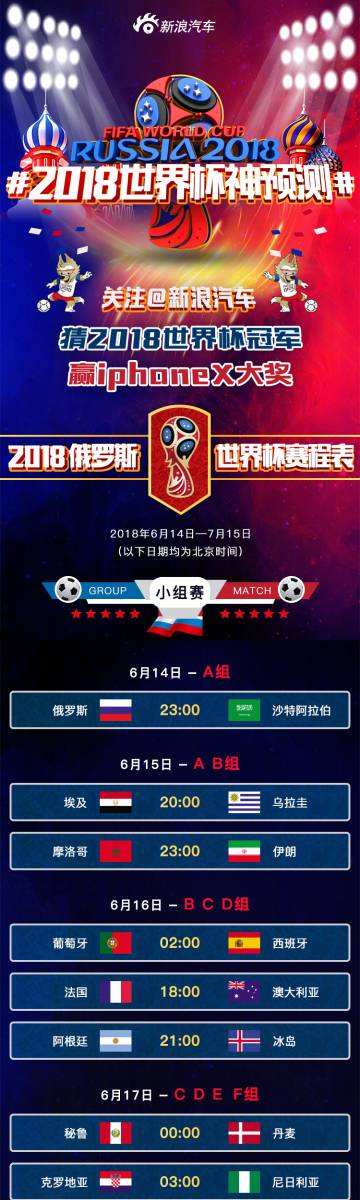 新浪汽车
FIFA WORLD CUP
RUSSIA 2018
#2018世界杯神预测#
关注@新浪汽车
猜2018世界杯冠军
赢iphoneX大奖
2018俄罗斯 世界杯赛程表
2018年6月14日—7月15日
(以下日期均为北京时间)
GROUP 小组赛 MATCH
6月14日 – A组
俄罗斯 23:00 沙特阿拉伯
6月15日 – A B组
埃及 20:00 乌拉圭
摩洛哥 23:00 伊朗
6月16日 – B C D组
葡萄牙 02:00 西班牙
法国 18:00 澳大利亚
阿根廷 21:00 冰岛
6月17日 – C D E F组
秘鲁 00:00 丹麦
克罗地亚 03:00 尼日利亚